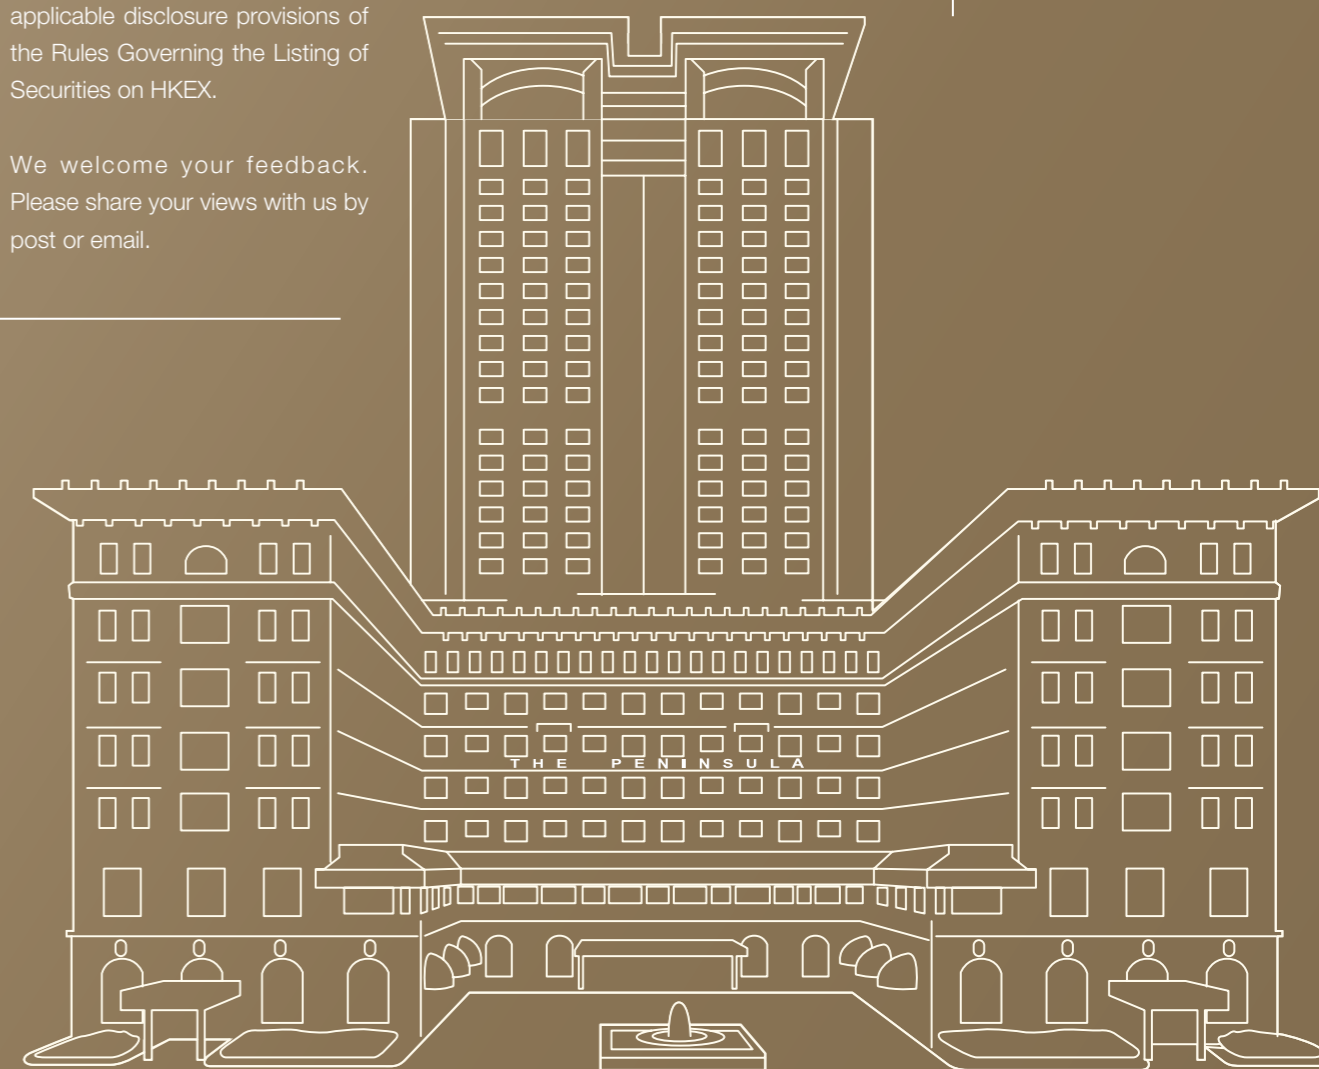 applicable disclosure provisions of
the Rules Governing the Listing of
Securities on HKEX.
We welcome your feedback.
Please share your views with us by
post or email.
THE PENINSULA